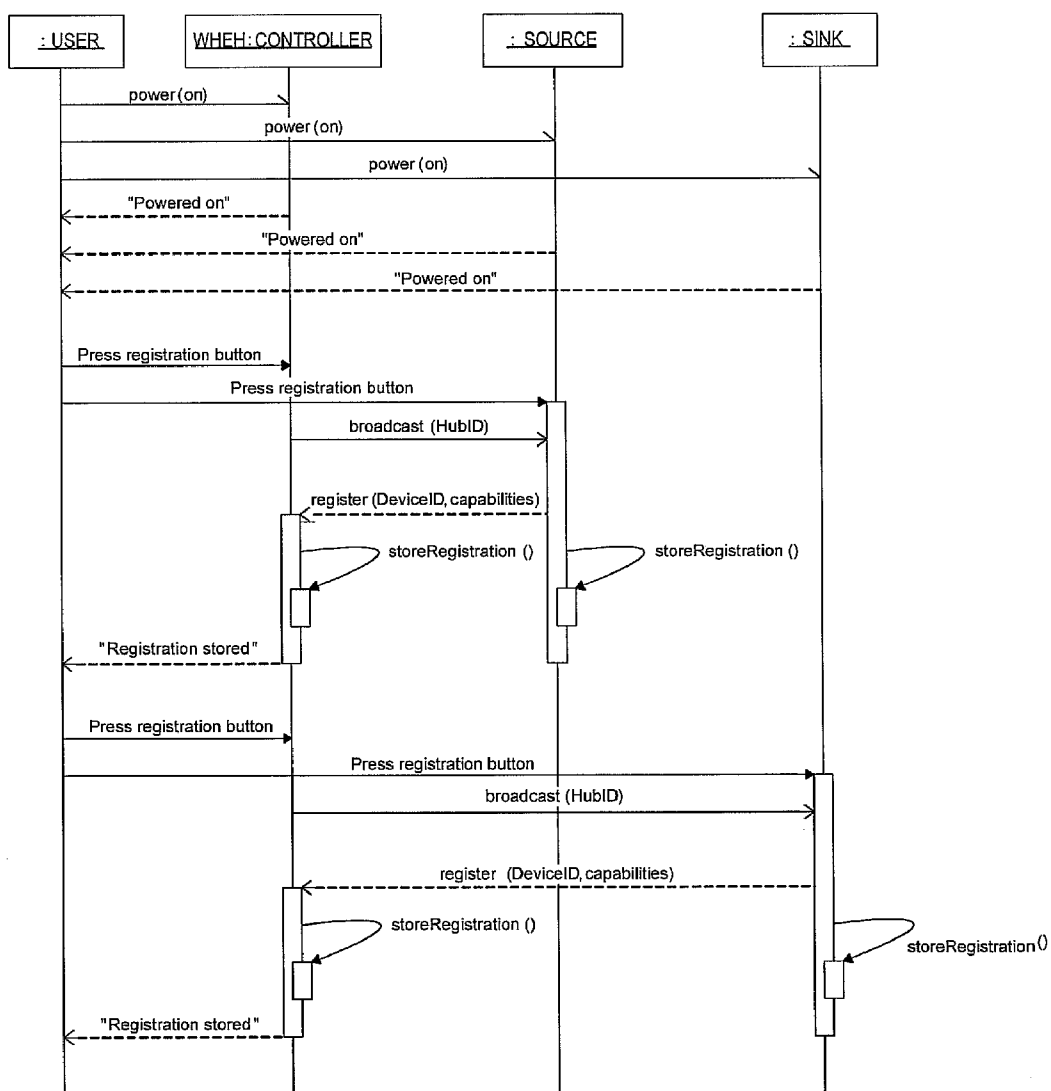 : USER
WHEH: CONTROLLER
: SOURCE
: SINK
power (on)
power (on)
power (on)
"Powered on"
"Powered on"
"Powered on"
Press registration button
Press registration button
broadcast (HubID)
register (DeviceID, capabilities)
storeRegistration ()
storeRegistration ()
"Registration stored"
Press registration button
Press registration button
broadcast (HubID)
register (DeviceID, capabilities)
storeRegistration ()
storeRegistration ()
"Registration stored"